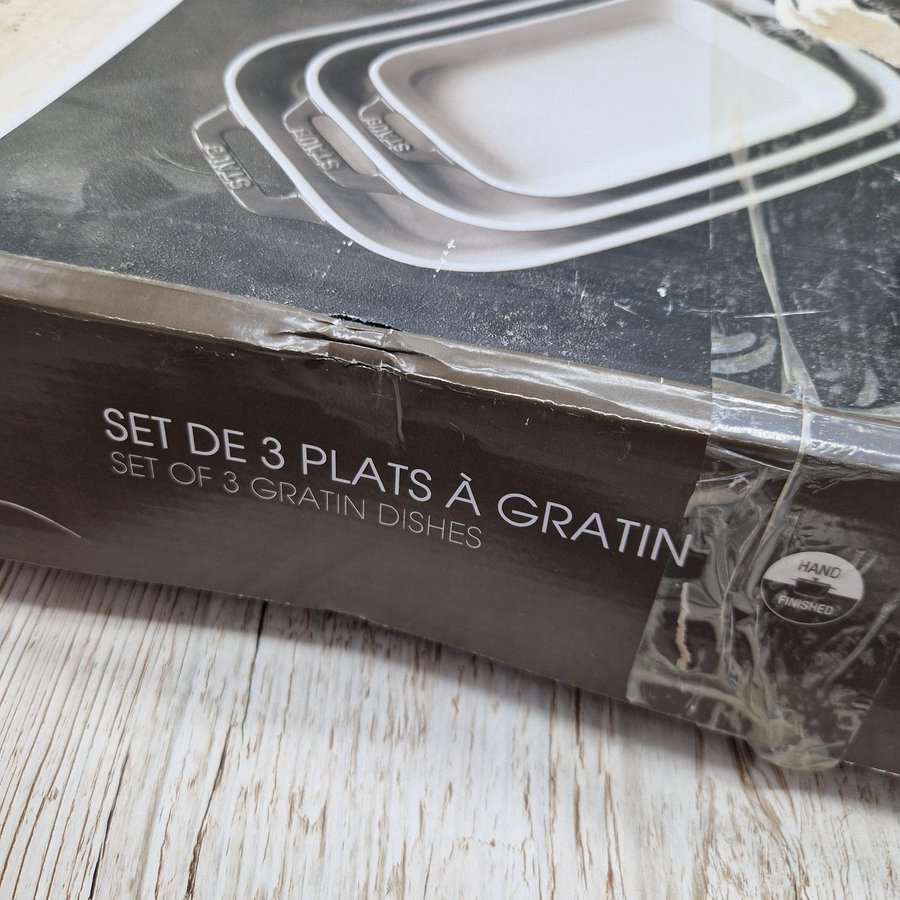 STAUB
STAUB
STAUB
SET DE 3 PLATS À GRATIN
SET OF 3 GRATIN DISHES
HAND
FINISHED